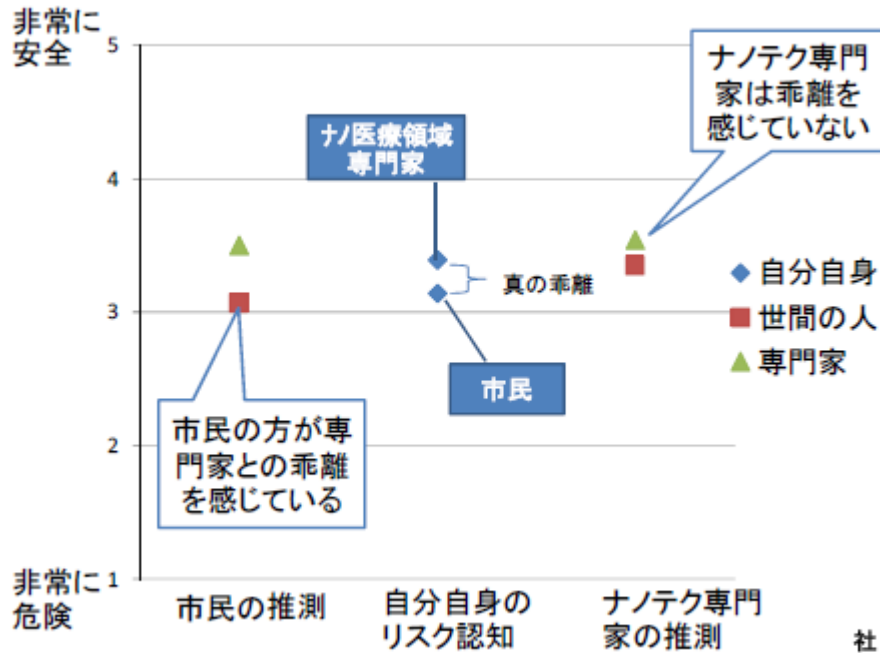 非常に
安全
5
4
3
2
1
非常に
危険
ナノテク専門
家は乖離を
感じていない
ナノ医療領域
専門家
真の乖離
市民
市民の方が専
門家との乖離
を感じている
自分自身
世間の人
専門家
市民の推測
自分自身の
リスク認知
ナノテク専門
家の推測
社